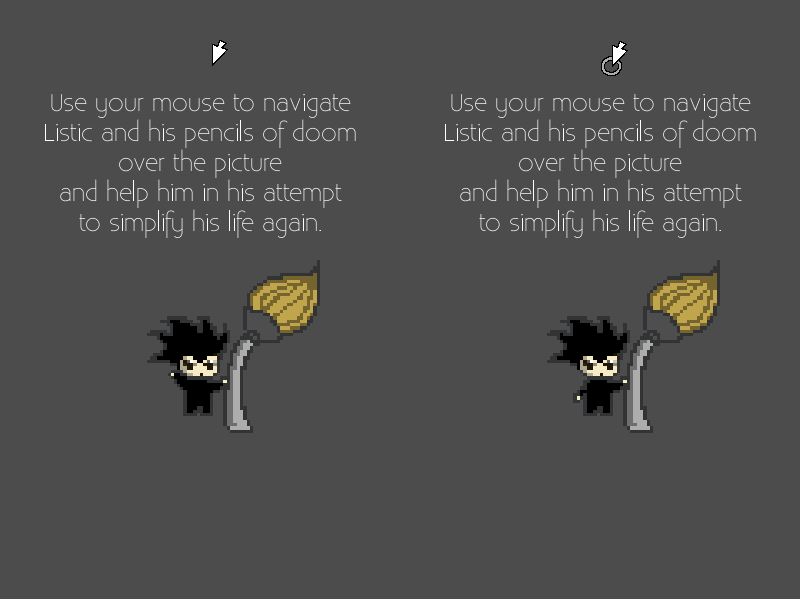 Use your mouse to navigate
Listic and his pencils of doom
over the picture
and help him in his attempt
to simplify his life again.
Use your mouse to navigate
Listic and his pencils of doom
over the picture
and help him in his attempt
to simplify his life again.